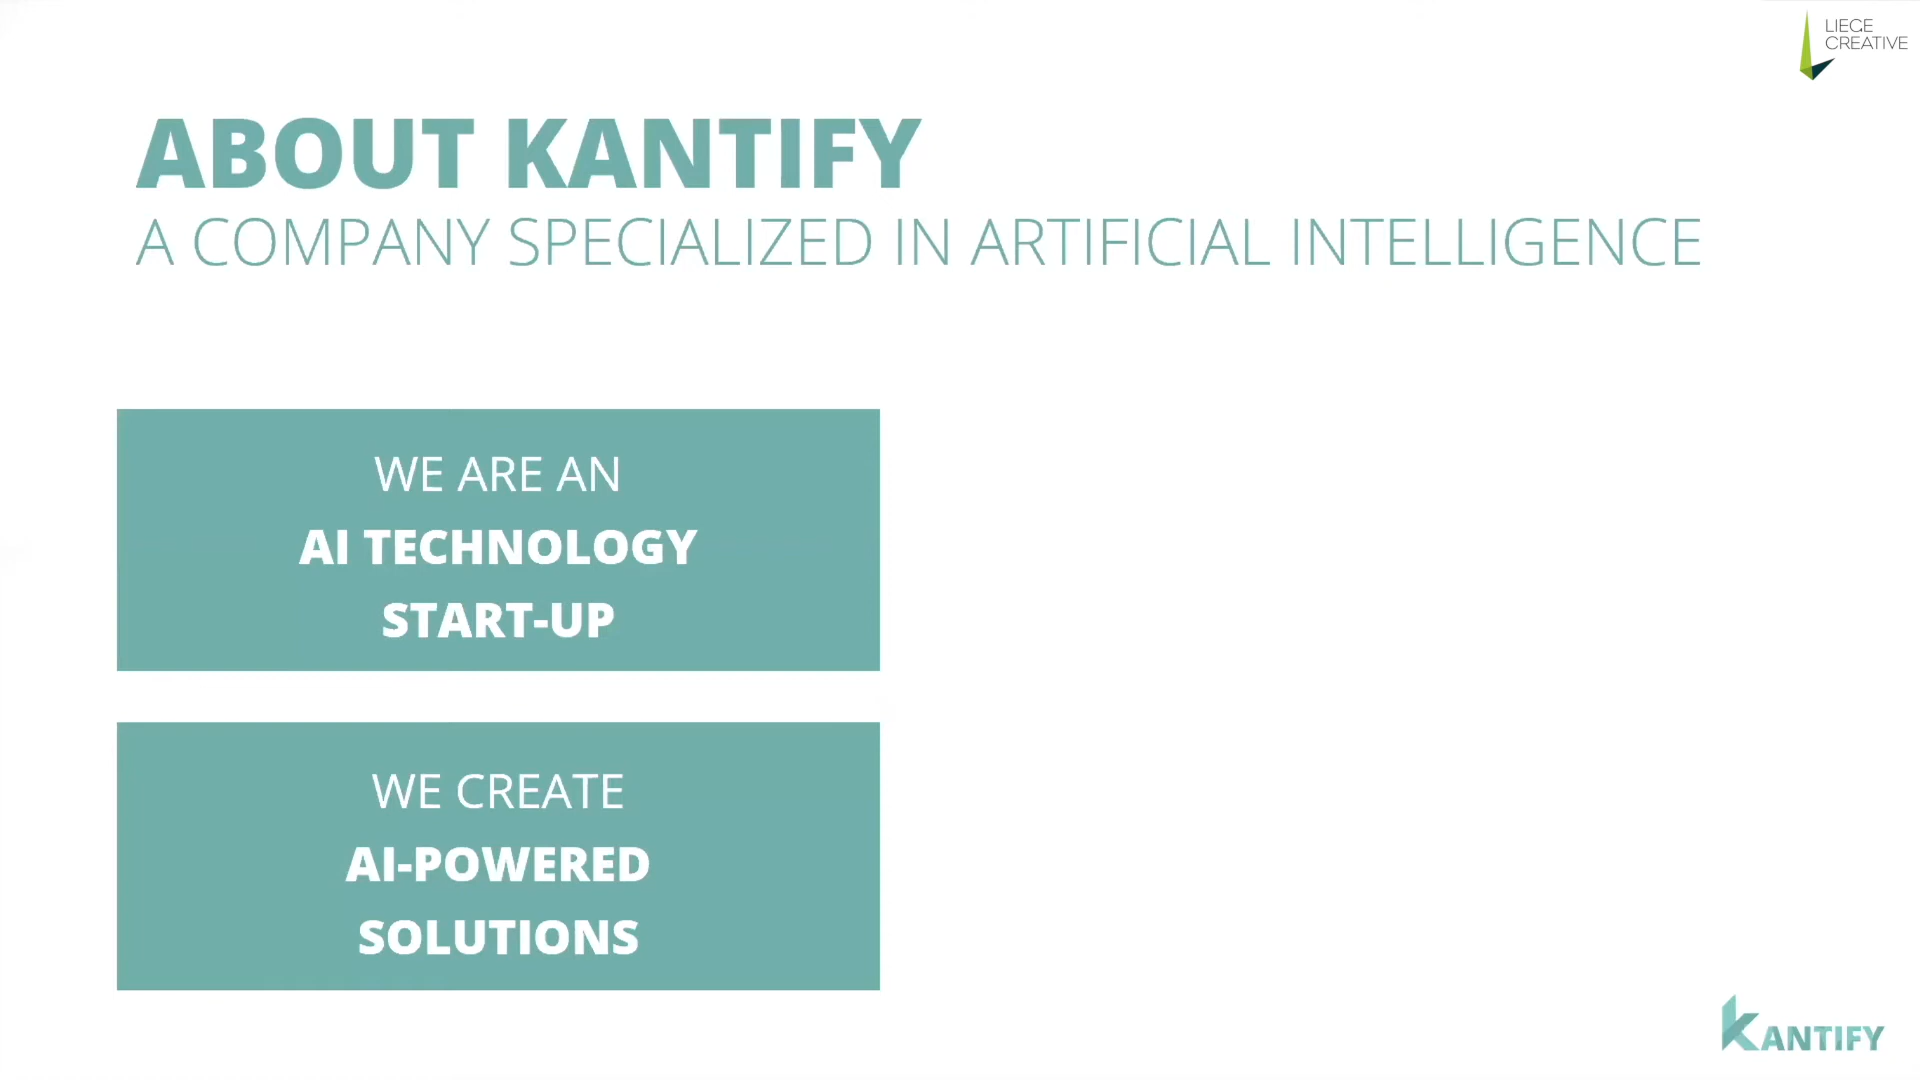 LIEGE
CREATIVE
ABOUT KANTIFY
A COMPANY SPECIALIZED IN ARTIFICIAL INTELLIGENCE
WE ARE AN
AI TECHNOLOGY
START-UP
WE CREATE
AI-POWERED
SOLUTIONS
KANTIFY